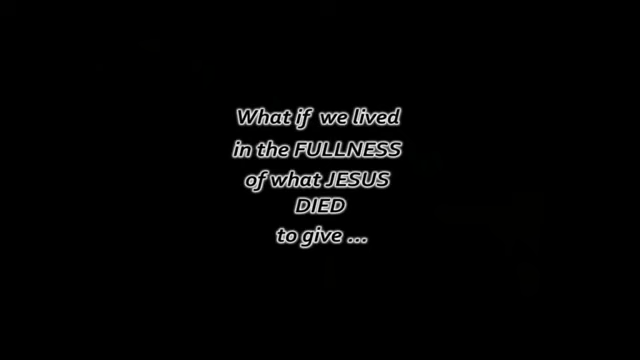 What if we lived
in the FULLNESS
of what JESUS
DIED
to give ...